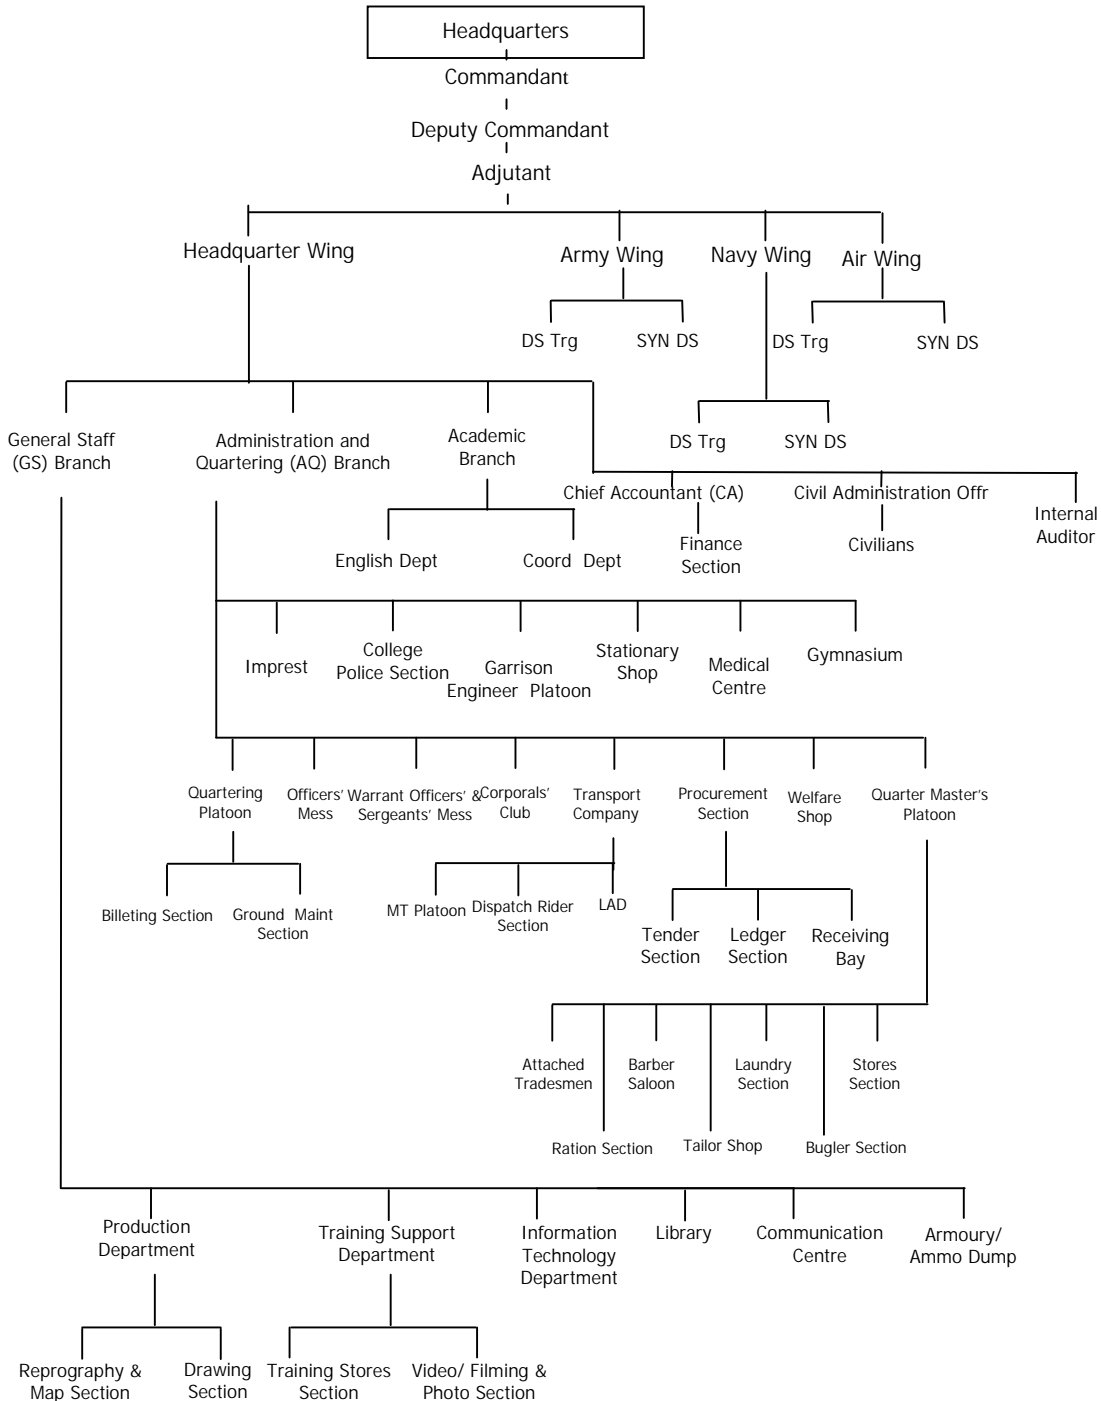 Headquarters
Commandant
Deputy Commandant
Adjutant
Headquarter Wing
Army Wing
Navy Wing
Air Wing
DS Trg
SYN DS
DS Trg
SYN DS
DS Trg
SYN DS
General Staff
(GS) Branch
Administration and
Quartering (AQ) Branch
Academic
Branch
Chief Accountant (CA)
Civil Administration Offr
Internal
Auditor
English Dept
Coord Dept
Finance
Section
Civilians
Imprest
College
Police Section
Garrison
Engineer Platoon
Stationary
Shop
Medical
Centre
Gymnasium
Quartering
Platoon
Officers'
Mess
Warrant Officers' &
Sergeants' Mess
Corporals'
Club
Transport
Company
Procurement
Section
Welfare
Shop
Quarter Master's
Platoon
Billeting Section
Ground Maint
Section
MT Platoon
Dispatch Rider
Section
LAD
Tender
Section
Ledger
Section
Receiving
Bay
Attached
Tradesmen
Barber
Saloon
Laundry
Section
Stores
Section
Ration Section
Tailor Shop
Bugler Section
Production
Department
Training Support
Department
Information
Technology
Department
Library
Communication
Centre
Armoury/
Ammo Dump
Reprography &
Map Section
Drawing
Section
Training Stores
Section
Video/ Filming &
Photo Section